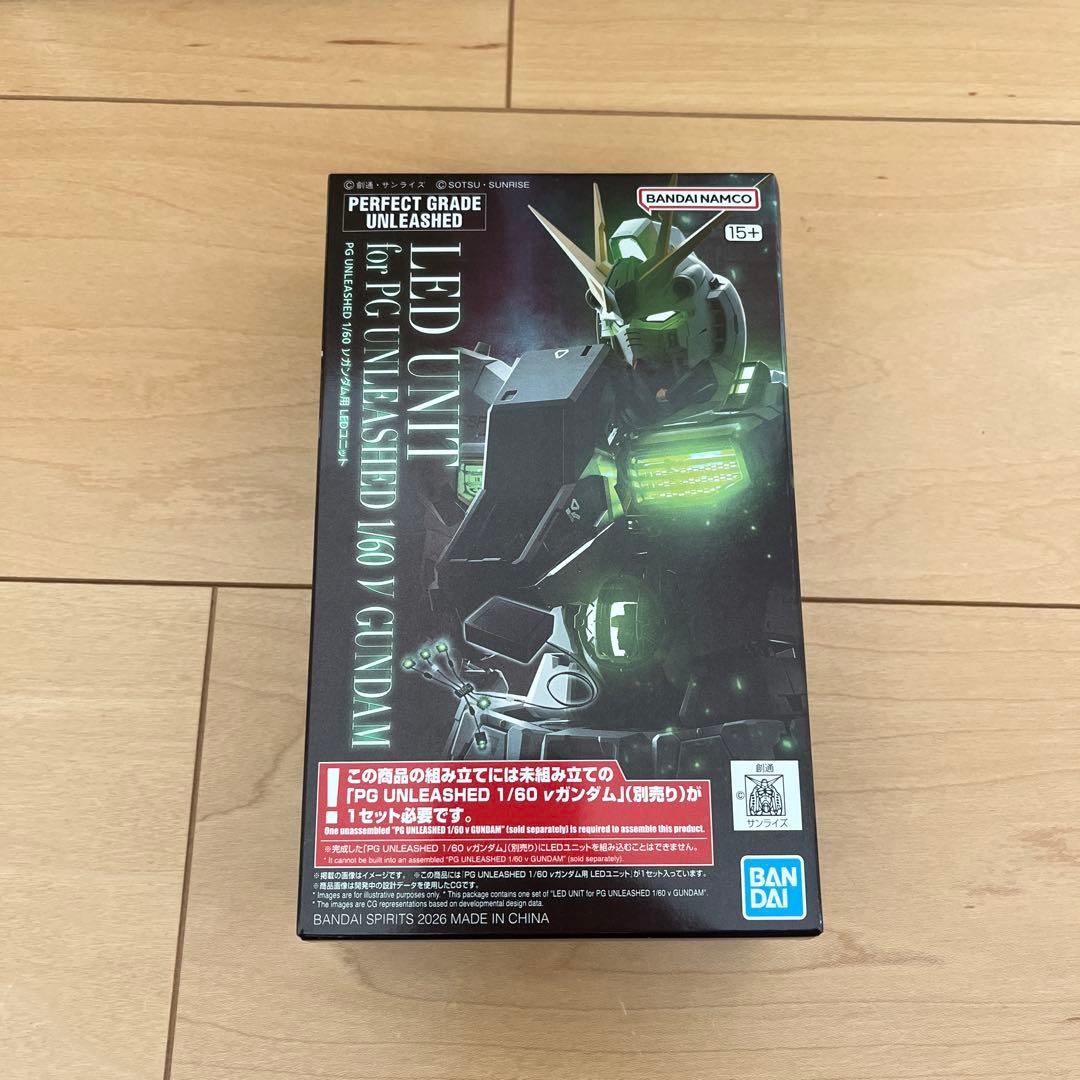 ©創通・サンライズ ©SOTSU・SUNRISE
BANDAI NAMCO
PERFECT GRADE
UNLEASHED
15+
LED UNIT
for PG UNLEASHED 1/60 ν GUNDAM
PG UNLEASHED 1/60 νガンダム用 LEDユニット
!
この商品の組み立てには未組み立ての
「PG UNLEASHED 1/60 νガンダム」(別売り)が
1セット必要です。
One unassembled "PG UNLEASHED 1/60 ν GUNDAM" (sold separately) is required to assemble this product.
※完成した「PG UNLEASHED 1/60 νガンダム」(別売り)にLEDユニットを組み込むことはできません。
* It cannot be built into an assembled "PG UNLEASHED 1/60 ν GUNDAM" (sold separately).
創通
©
サンライズ
※掲載の画像はイメージです。 ※この商品には「PG UNLEASHED 1/60 νガンダム用 LEDユニット」が1セット入っています。
※商品画像は開発中の設計データを使用したCGです。
* Images are for illustrative purposes only. * This package contains one set of "LED UNIT for PG UNLEASHED 1/60 ν GUNDAM".
* The images are CG representations based on developmental design data.
BANDAI SPIRITS 2026 MADE IN CHINA
BAN
DAI